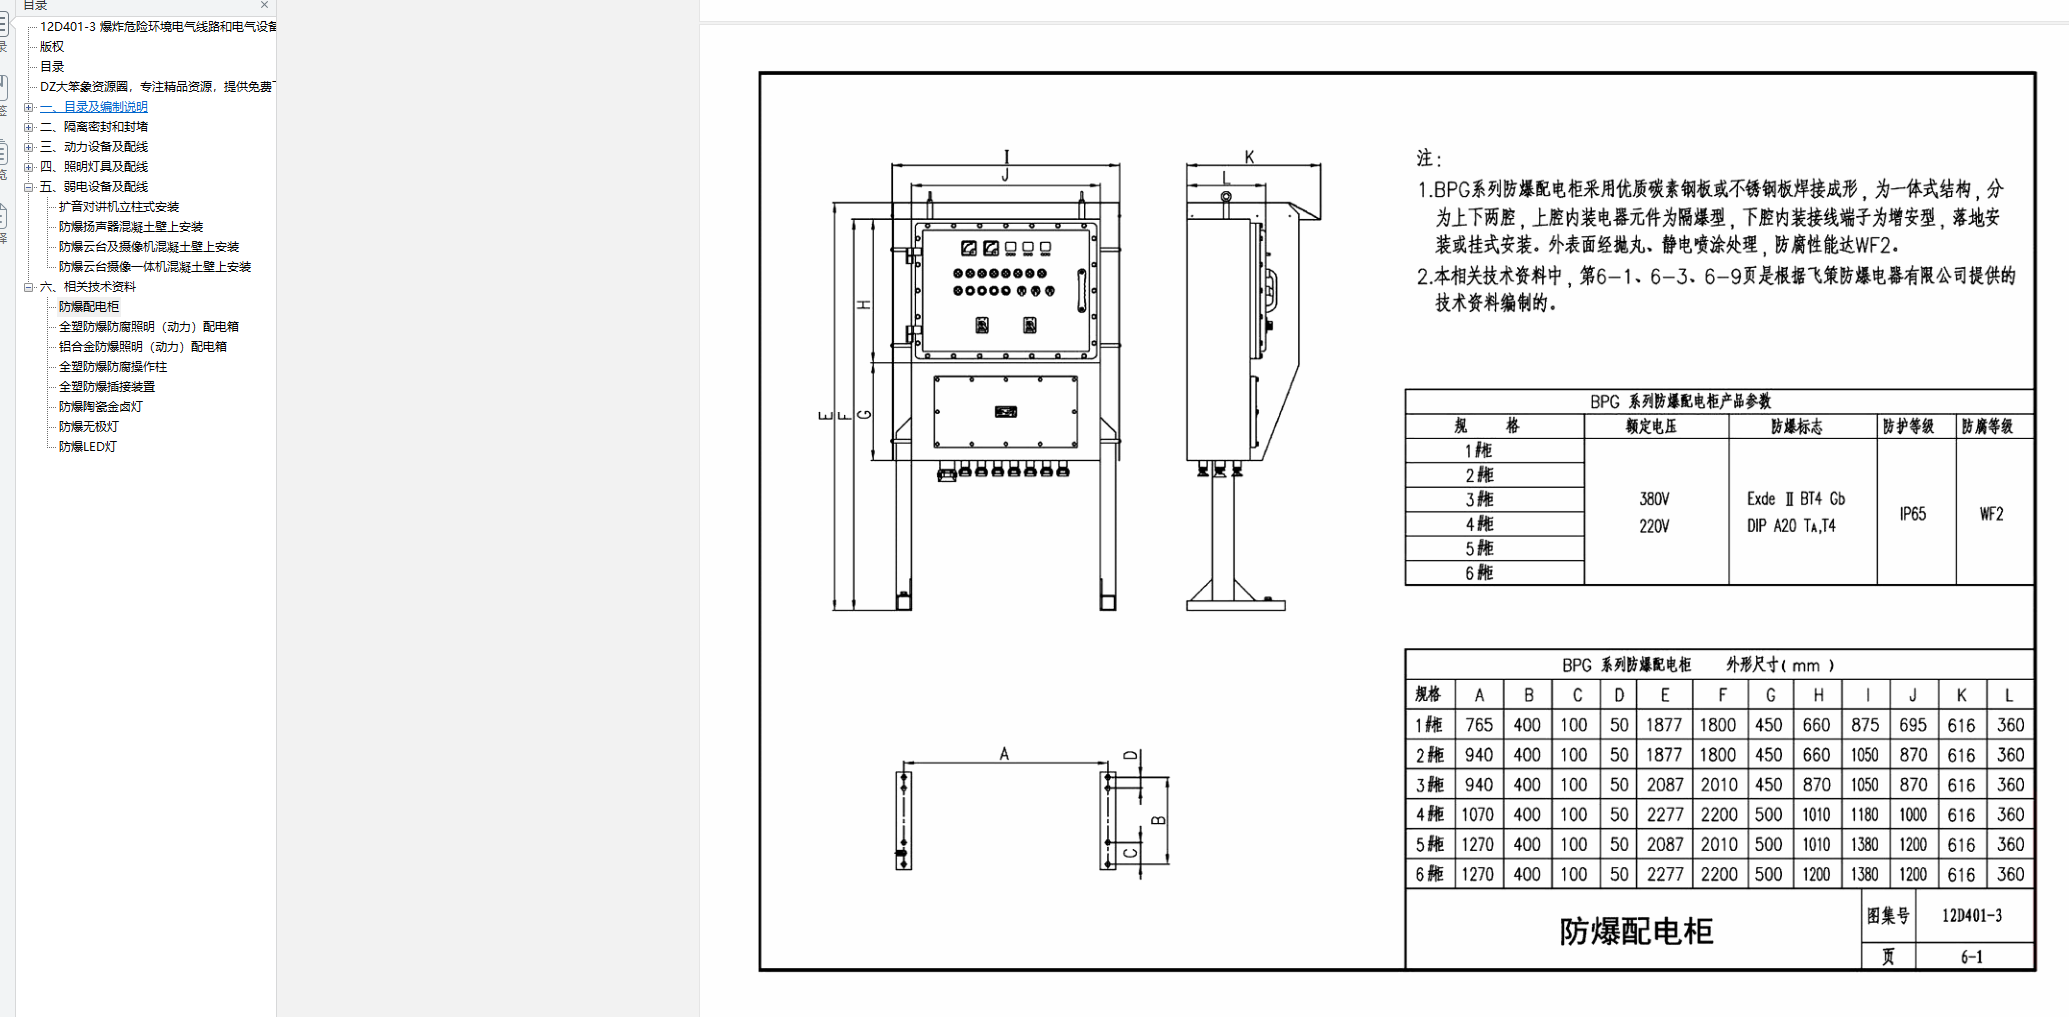 目录
12D401-3 爆炸危险环境电气线路和电气设备
版权
目录
DZ大笨象资源圈，专注精品资源，提供免费下
一、目录及编制说明
二、隔离密封和封堵
三、动力设备及配线
四、照明灯具及配线
五、弱电设备及配线
扩音对讲机立柱式安装
防爆扬声器混凝土壁上安装
防爆云台及摄像机混凝土壁上安装
防爆云台摄像一体机混凝土壁上安装
六、相关技术资料
防爆配电柜
全塑防爆防腐照明（动力）配电箱
铝合金防爆照明（动力）配电箱
全塑防爆防腐操作柱
全塑防爆插接装置
防爆陶瓷金卤灯
防爆无极灯
防爆LED灯
I
J
K
L
H
E
F
G
A
D
B
C
注：
1.BPG系列防爆配电柜采用优质碳素钢板或不锈钢板焊接成形，为一体式结构，分
为上下两腔，上腔内装电器元件为隔爆型，下腔内装接线端子为增安型，落地安
装或挂式安装。外表面经抛丸、静电喷涂处理，防腐性能达WF2。
2.本相关技术资料中，第6-1、6-3、6-9页是根据飞策防爆电器有限公司提供的
技术资料编制的。
BPG 系列防爆配电柜产品参数
规 格 额定电压 防爆标志 防护等级 防腐等级
1#柜
2#柜
3#柜 380V Exde Ⅱ BT4 Gb
4#柜 220V DIP A20 TA,T4 IP65 WF2
5#柜
6#柜
BPG 系列防爆配电柜 外形尺寸( mm )
规格 A B C D E F G H I J K L
1#柜 765 400 100 50 1877 1800 450 660 875 695 616 360
2#柜 940 400 100 50 1877 1800 450 660 1050 870 616 360
3#柜 940 400 100 50 2087 2010 450 870 1050 870 616 360
4#柜 1070 400 100 50 2277 2200 500 1010 1180 1000 616 360
5#柜 1270 400 100 50 2087 2010 500 1010 1380 1200 616 360
6#柜 1270 400 100 50 2277 2200 500 1200 1380 1200 616 360
防爆配电柜
图集号 12D401-3
页 6-1